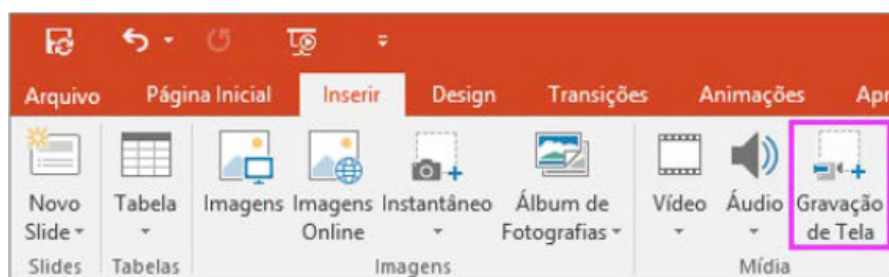 Arquivo Página Inicial Inserir Design Transições Animações Apr
Novo Tabela Imagens Imagens Instantâneo Álbum de Vídeo Áudio Gravação
Slide Online Fotografias de Tela
Slides Tabelas Imagens Mídia